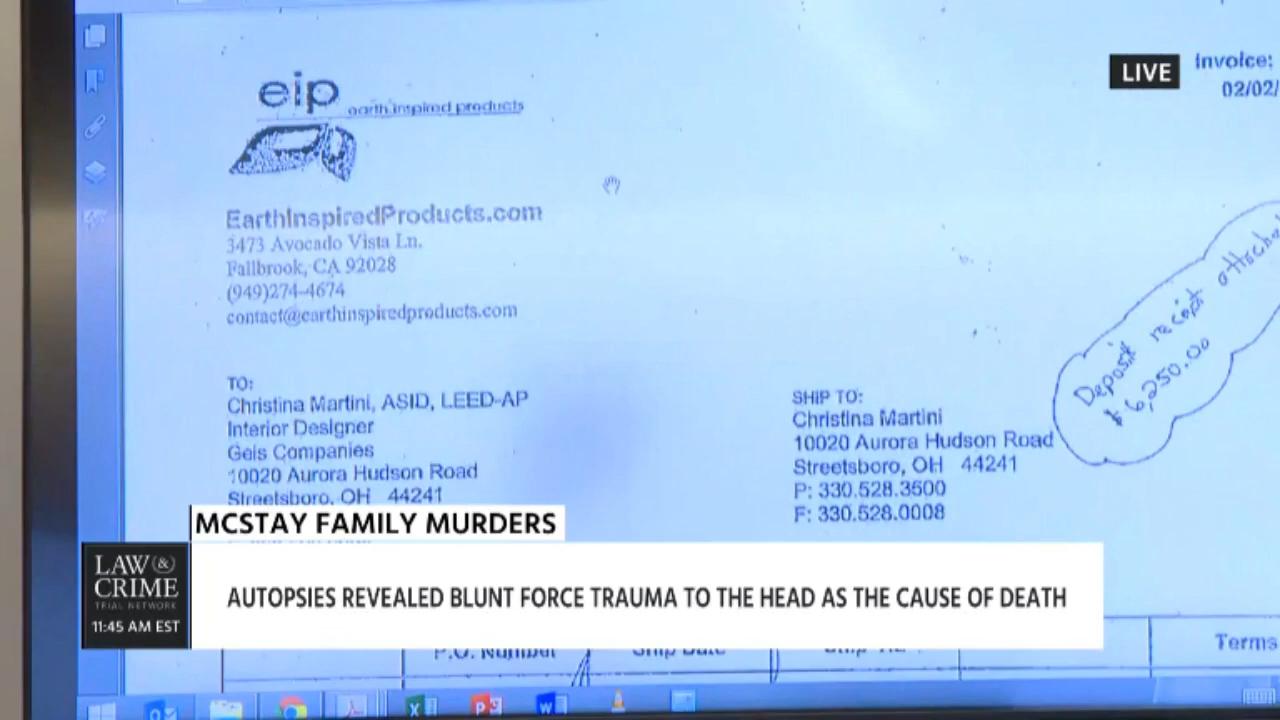 LIVE
Invoice:
02/02/
eip
earth inspired products
EarthInspiredProducts.com
3473 Avocado Vista Ln.
Fallbrook, CA 92028
(949)274-4674
contact@earthinspiredproducts.com
Deposit reciept attache
$ 6,250.00
TO:
Christina Martini, ASID, LEED-AP
Interior Designer
Geis Companies
10020 Aurora Hudson Road
Streetsboro, OH 44241
SHIP TO:
Christina Martini
10020 Aurora Hudson Road
Streetsboro, OH 44241
P: 330.528.3500
F: 330.528.0008
MCSTAY FAMILY MURDERS
LAW & CRIME
TRIAL NETWORK
11:45 AM EST
AUTOPSIES REVEALED BLUNT FORCE TRAUMA TO THE HEAD AS THE CAUSE OF DEATH
P.O. Number
Ship Date
Terms